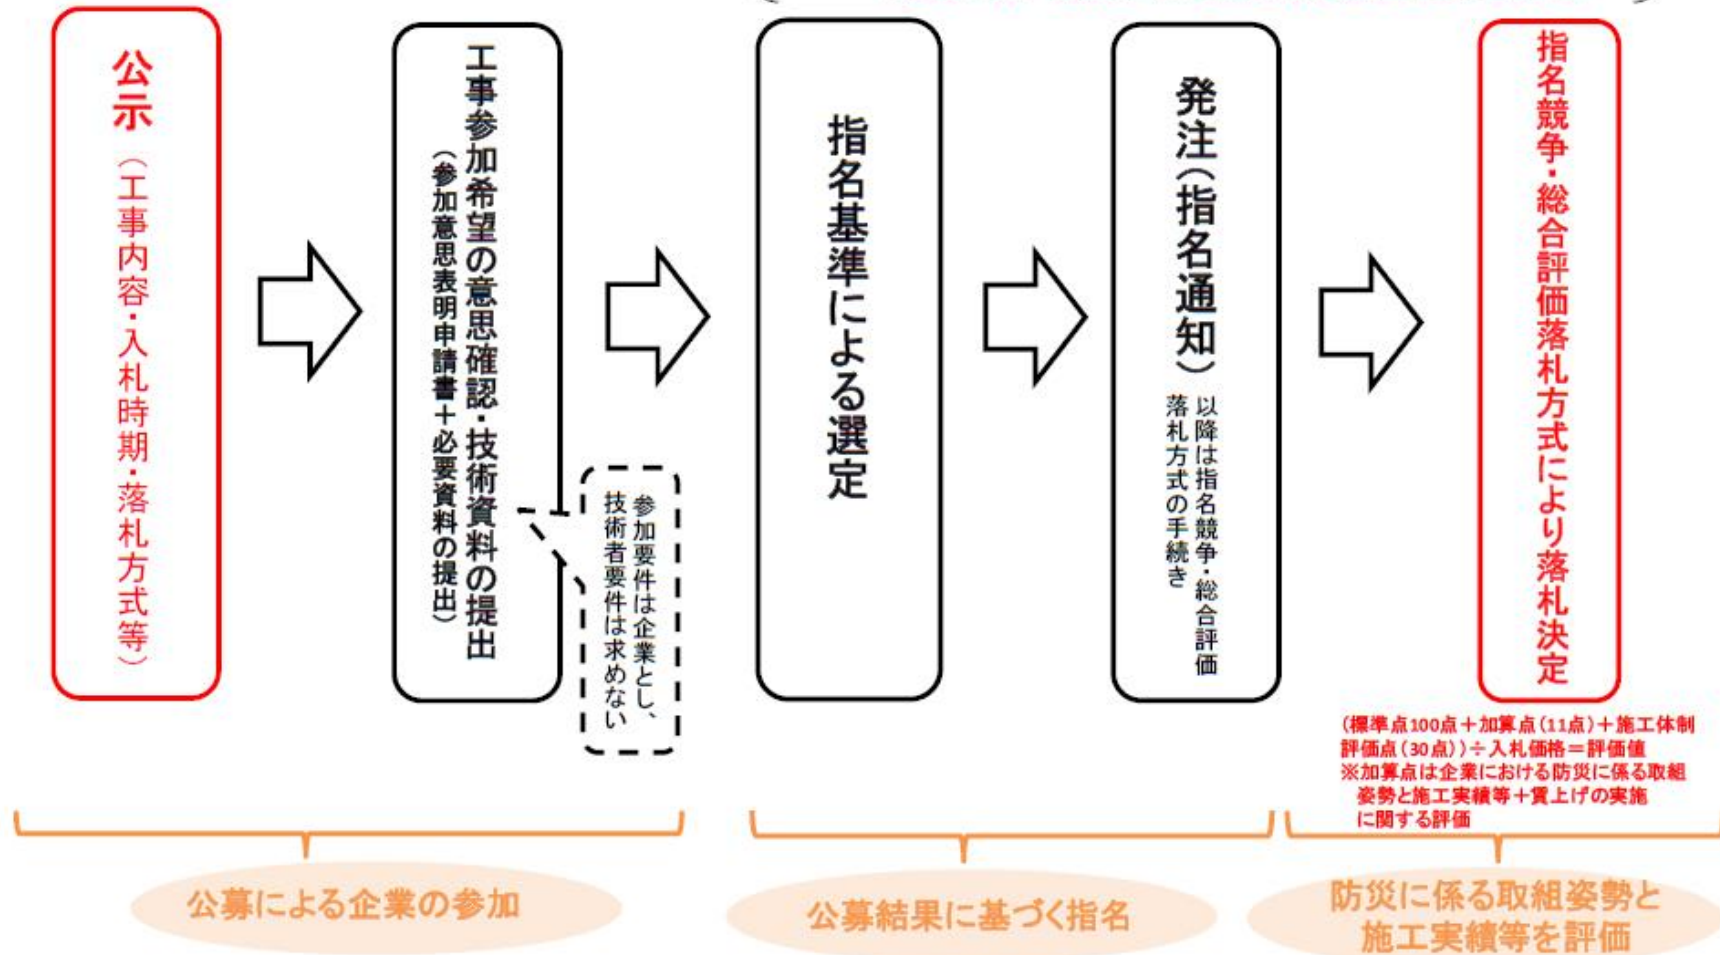 公示（工事内容・入札時期・落札方式等）
工事参加希望の意思確認・技術資料の提出
（参加意思表明申請書＋必要資料の提出）
参加要件は企業とし、
技術者要件は求めない
指名基準による選定
発注（指名通知）
以降は指名競争・総合評価
落札方式の手続き
指名競争・総合評価落札方式により落札決定
（標準点100点＋加算点（11点）＋施工体制
評価点（30点））÷入札価格＝評価値
※加算点は企業における防災に係る取組
姿勢と施工実績等＋賃上げの実施
に関する評価
公募による企業の参加
公募結果に基づく指名
防災に係る取組姿勢と
施工実績等を評価